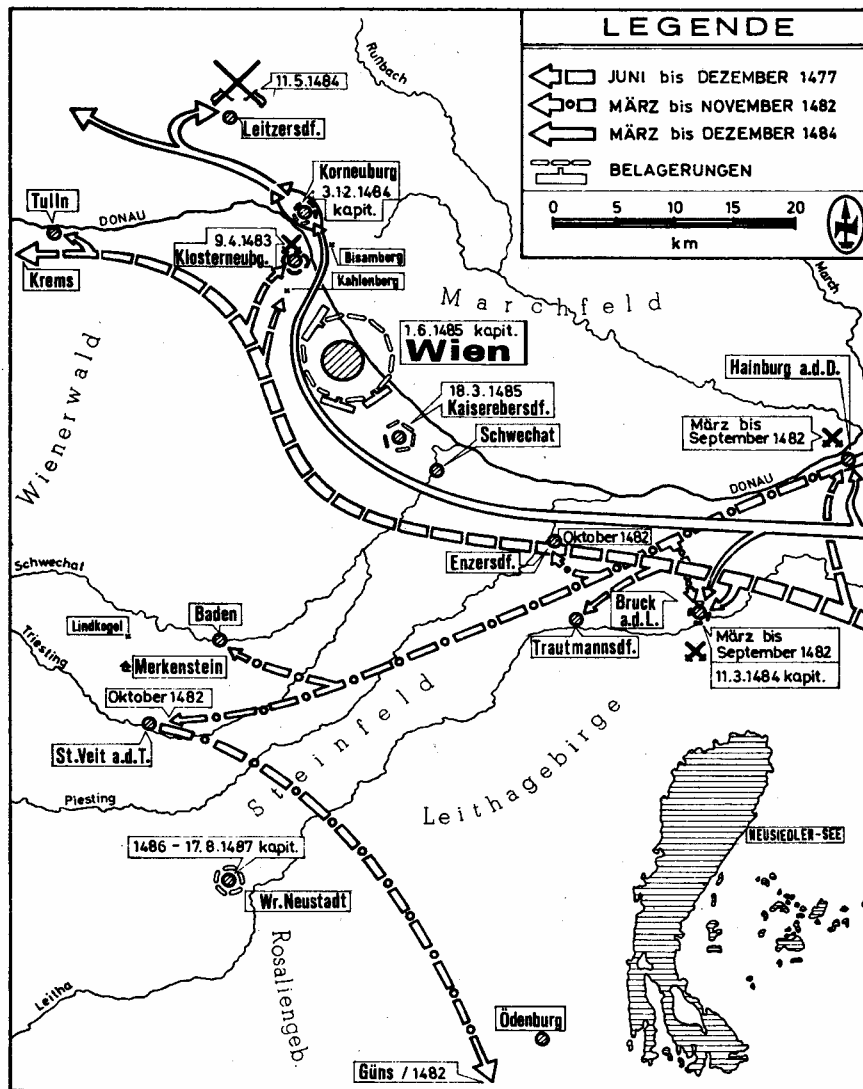 LEGENDE
JUNI bis DEZEMBER 1477
MÄRZ bis NOVEMBER 1482
MÄRZ bis DEZEMBER 1484
BELAGERUNGEN
0 5 10 15 20
km
N
Rußbach
11.5.1484
Leitzersdf.
Korneuburg
3.12.1484
kapit.
Tulln
DONAU
9.4.1483
Klosterneubg.
Bisamberg
Kahlenberg
Krems
March
Marchfeld
1.6.1485 kapit.
Wien
Hainburg a.d.D.
18.3.1485
Kaiserebersdf.
Schwechat
März bis
September 1482
Wienerwald
DONAU
Oktober 1482
Enzersdf.
Schwechat
Baden
Bruck
a.d.L.
Lindkogel
Triesting
Trautmannsdf.
März bis
September 1482
11.3.1484 kapit.
Merkenstein
Oktober 1482
St.Veit a.d.T.
Steinfeld
Leithagebirge
Piesting
NEUSIEDLER-SEE
1486 – 17.8.1487 kapit.
Wr.Neustadt
Rosaliengeb.
Leitha
Ödenburg
Güns / 1482